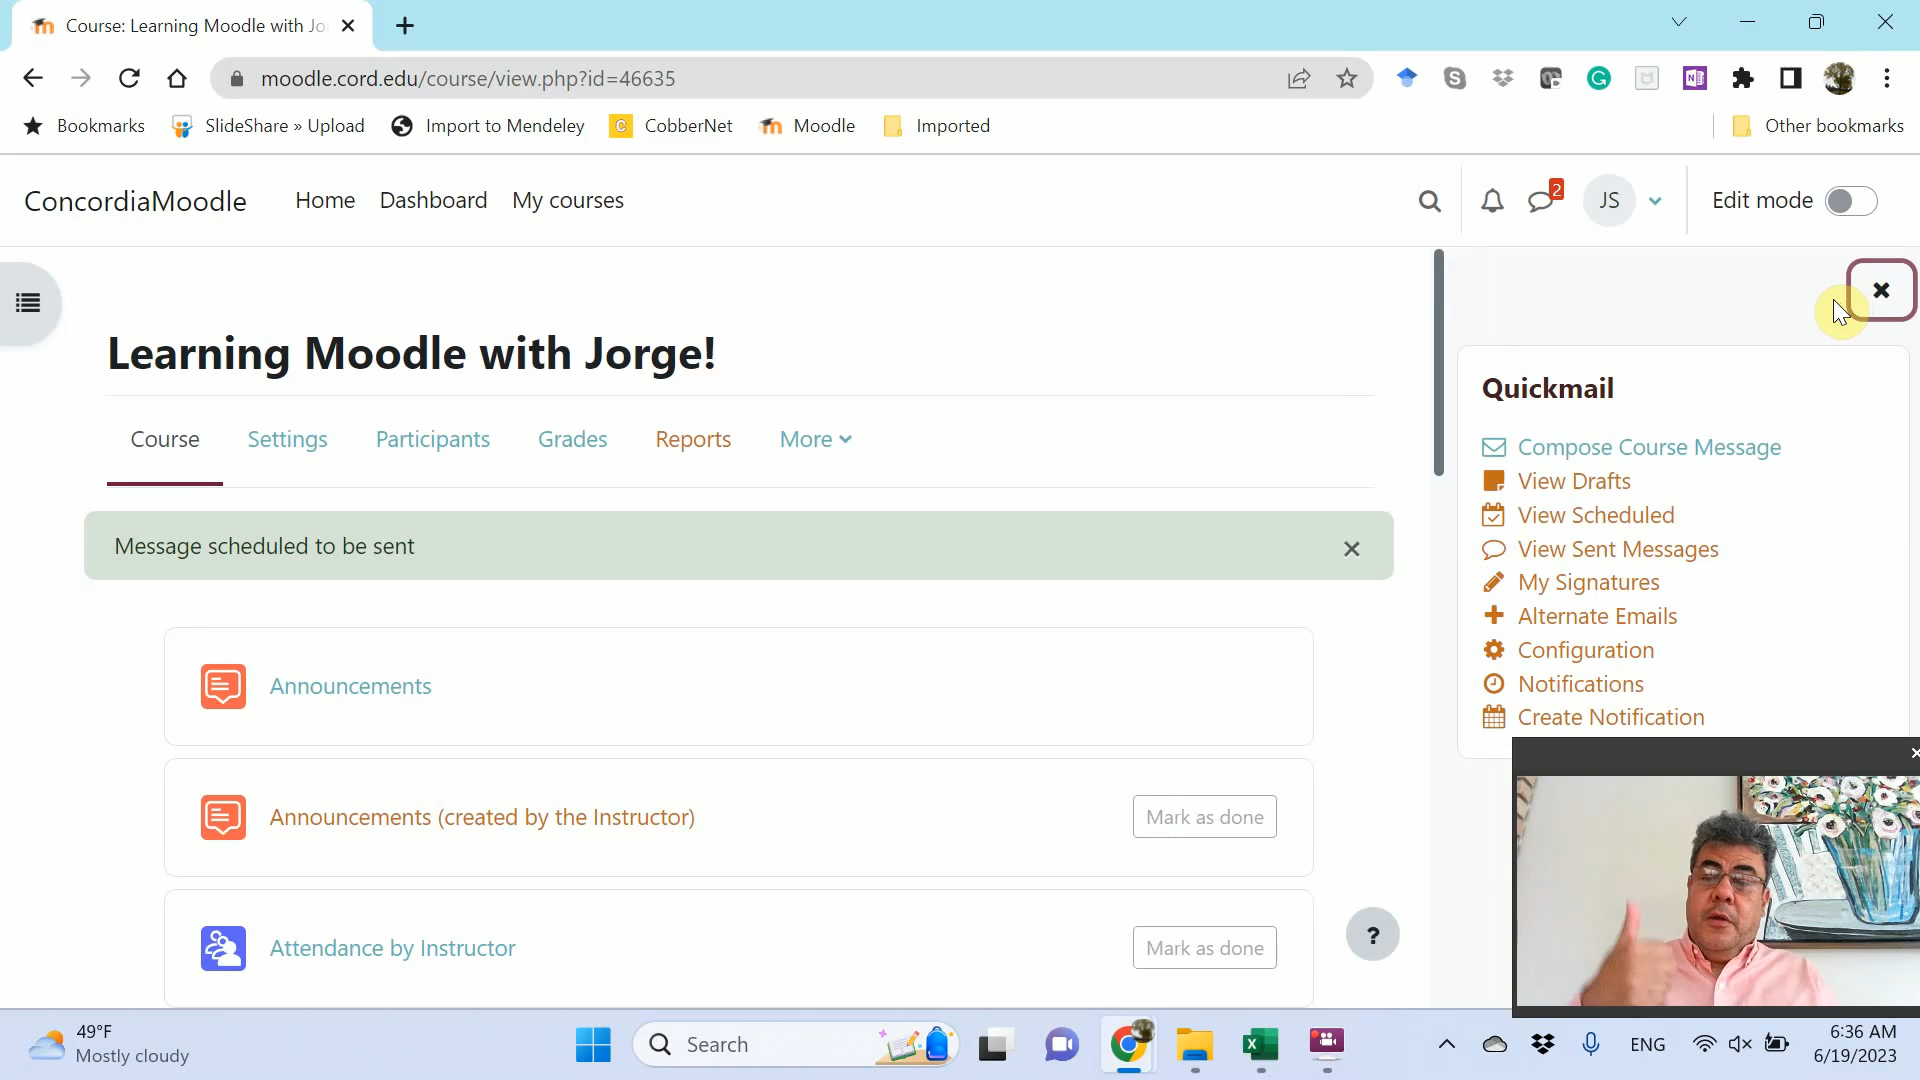 Course: Learning Moodle with Jo
moodle.cord.edu/course/view.php?id=46635
Bookmarks
SlideShare » Upload
Import to Mendeley
CobberNet
Moodle
Imported
Other bookmarks
ConcordiaMoodle
Home
Dashboard
My courses
2
JS
Edit mode
Learning Moodle with Jorge!
Course
Settings
Participants
Grades
Reports
More
Message scheduled to be sent
Announcements
Announcements (created by the Instructor)
Mark as done
Attendance by Instructor
Mark as done
?
Quickmail
Compose Course Message
View Drafts
View Scheduled
View Sent Messages
My Signatures
Alternate Emails
Configuration
Notifications
Create Notification
49°F
Mostly cloudy
Search
ENG
6:36 AM
6/19/2023